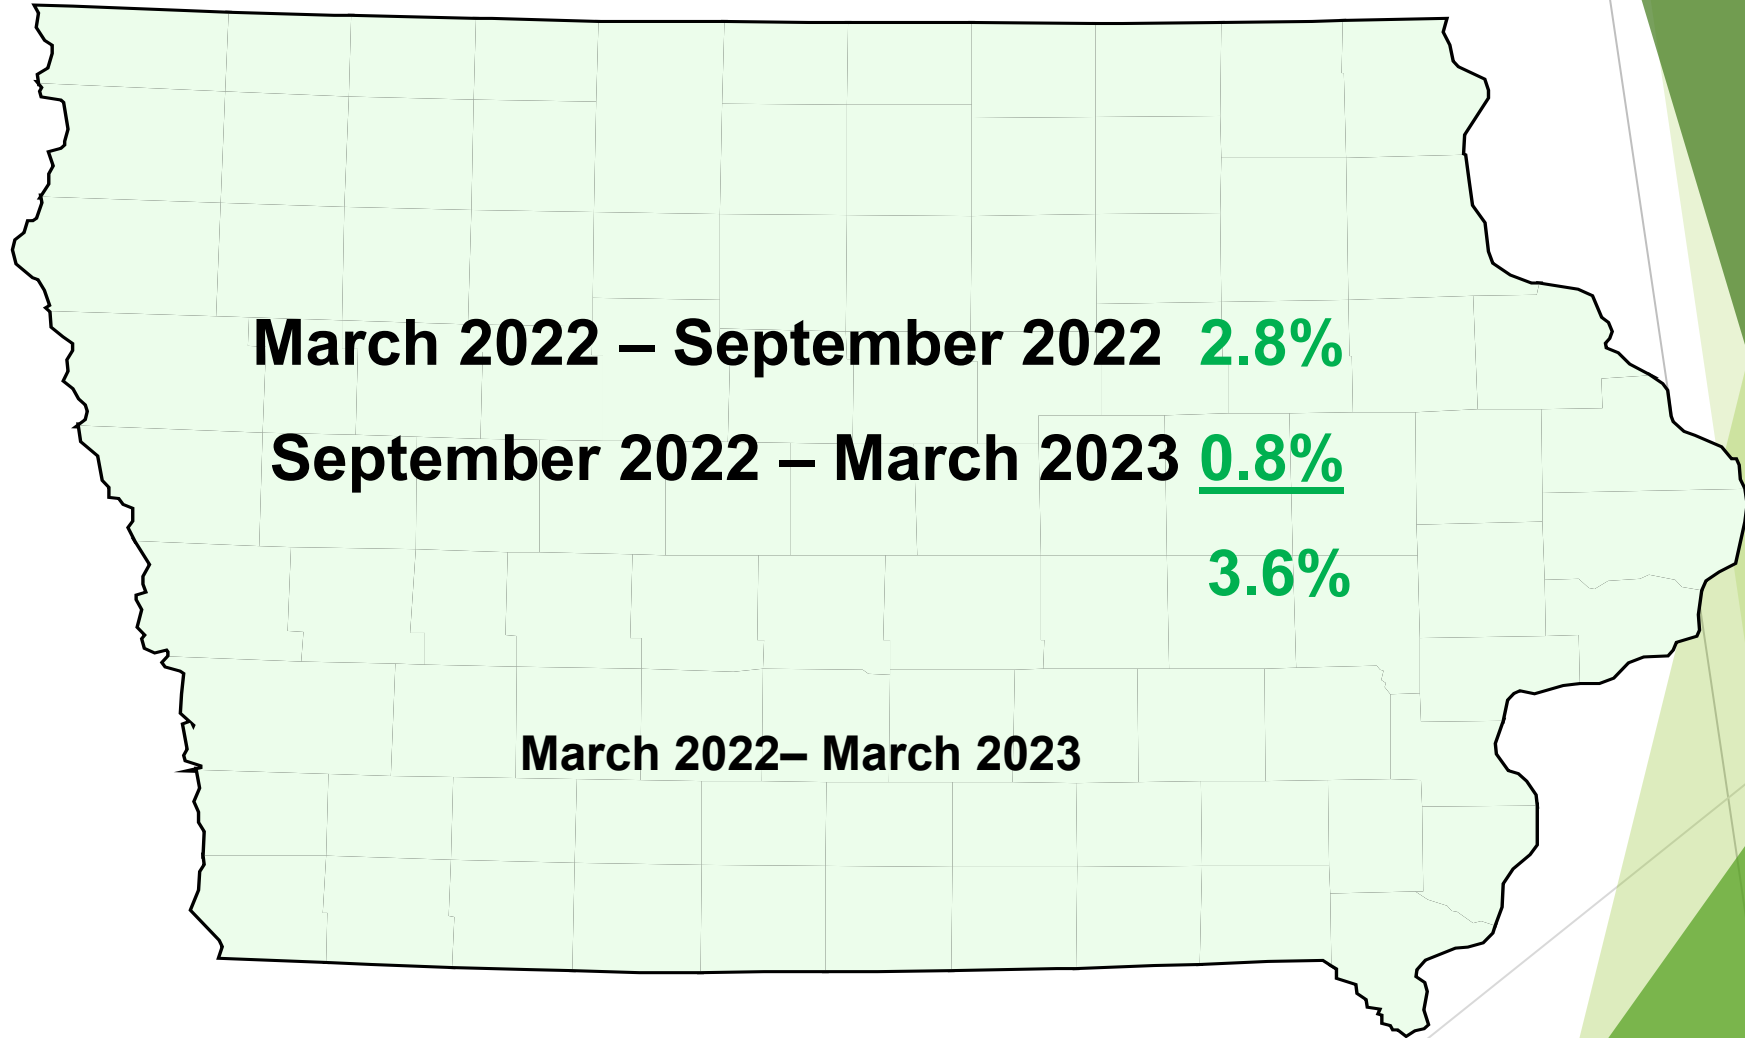 March 2022 – September 2022 2.8%
September 2022 – March 2023 0.8%
3.6%
March 2022– March 2023